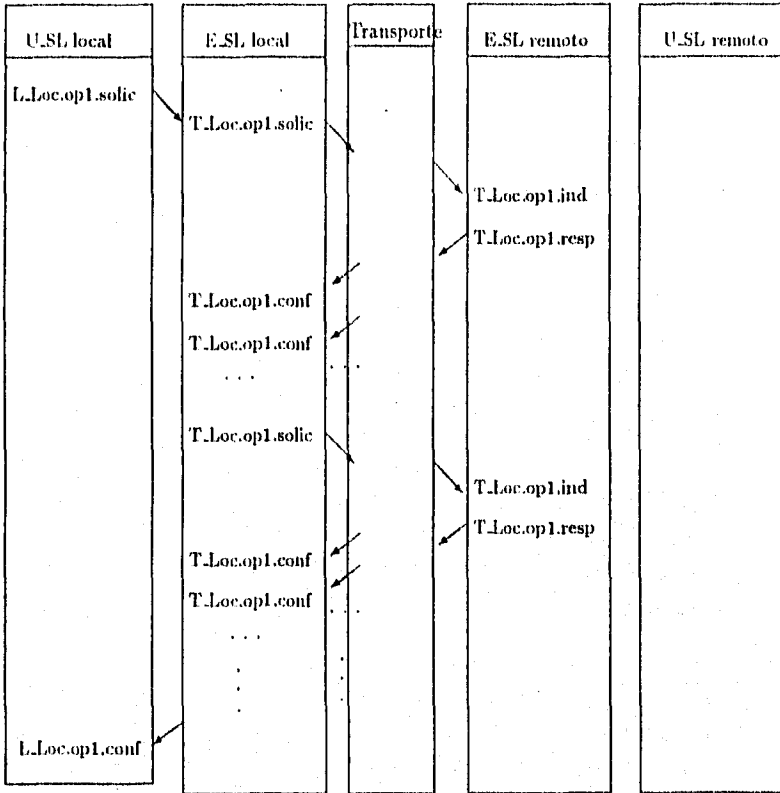 U_SL local
E_SL local
Transporte
E_SL remoto
U_SL remoto
L_Loc.op1.solic
T_Loc.op1.solic
T_Loc.op1.ind
T_Loc.op1.resp
T_Loc.op1.conf
T_Loc.op1.conf
. . . . . .
T_Loc.op1.solic
T_Loc.op1.ind
T_Loc.op1.resp
T_Loc.op1.conf
T_Loc.op1.conf
. . . . . .
L_Loc.op1.conf